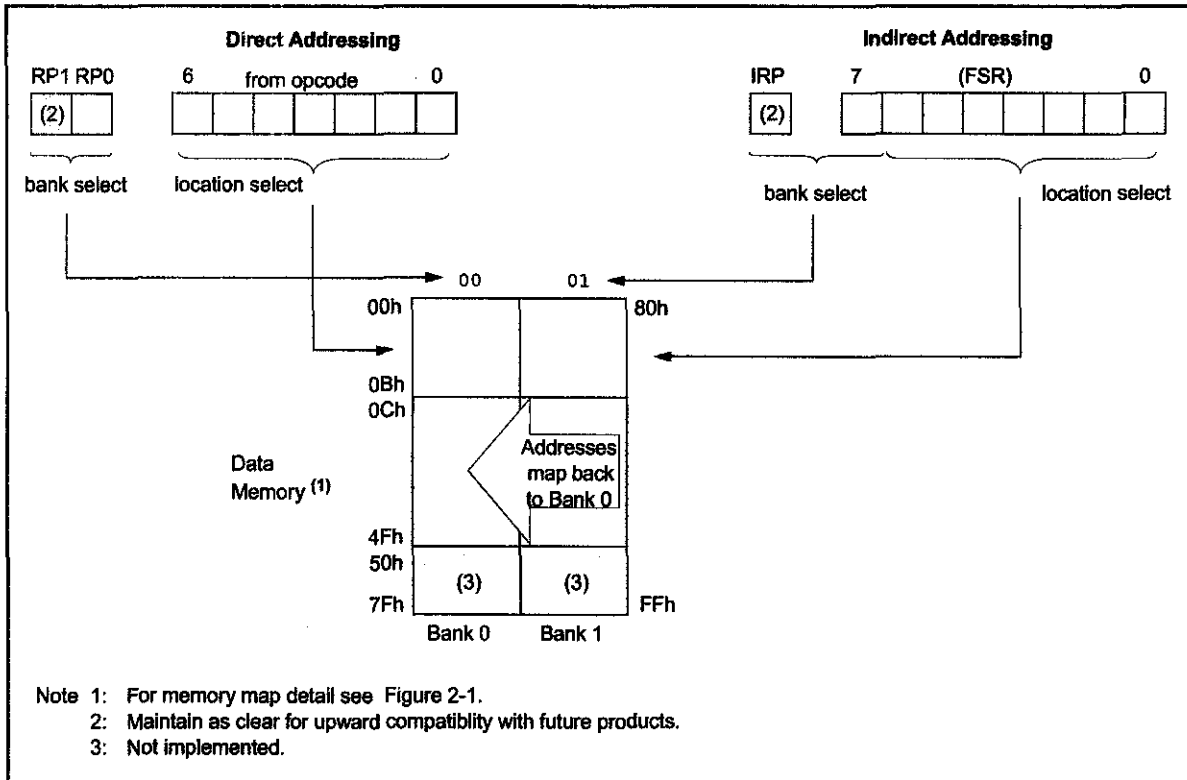 Direct Addressing
Indirect Addressing
RP1 RP0
6 from opcode 0
IRP
7 (FSR) 0
(2)
(2)
bank select
location select
bank select
location select
00 01
00h
80h
0Bh
0Ch
Addresses
map back
to Bank 0
Data
Memory (1)
4Fh
50h
(3)
(3)
7Fh
FFh
Bank 0
Bank 1
Note 1: For memory map detail see Figure 2-1.
2: Maintain as clear for upward compatiblity with future products.
3: Not implemented.